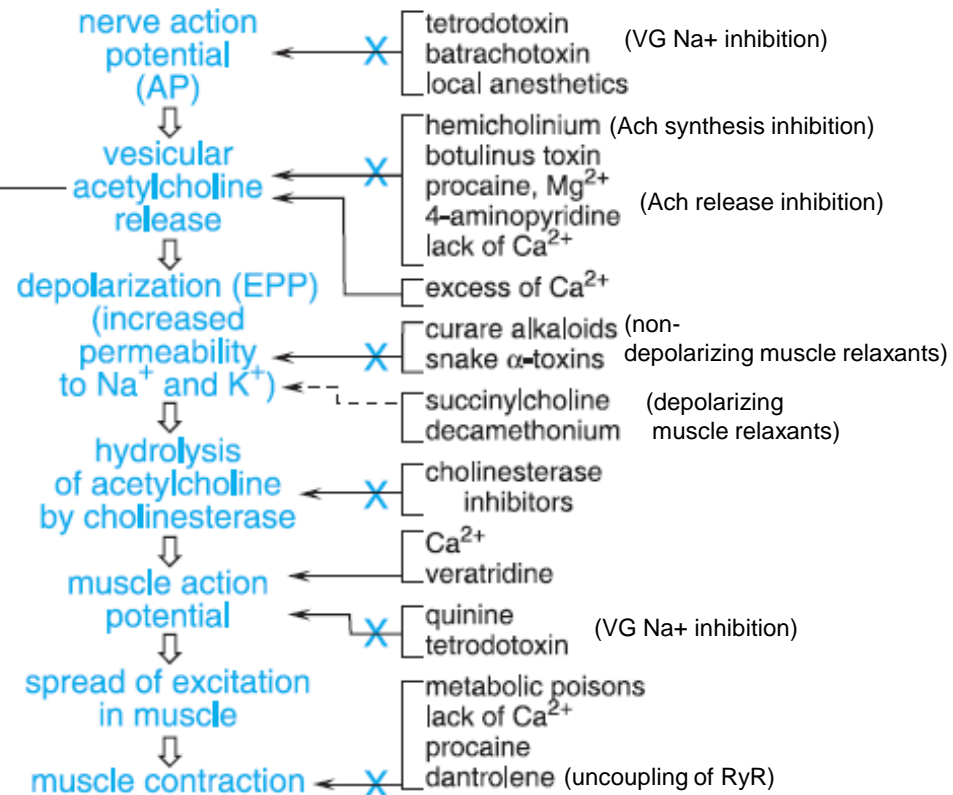 nerve action
potential
(AP)
tetrodotoxin
batrachotoxin
local anesthetics
(VG Na+ inhibition)
X
vesicular
acetylcholine
release
hemicholinium (Ach synthesis inhibition)
botulinus toxin
procaine, Mg2+
4-aminopyridine
lack of Ca2+
(Ach release inhibition)
X
excess of Ca2+
depolarization (EPP)
(increased
permeability
to Na+ and K+)
curare alkaloids (non-
snake α-toxins depolarizing muscle relaxants)
X
succinylcholine (depolarizing
decamethonium muscle relaxants)
hydrolysis
of acetylcholine
by cholinesterase
cholinesterase
inhibitors
X
muscle action
potential
Ca2+
veratridine
quinine
tetrodotoxin
(VG Na+ inhibition)
X
spread of excitation
in muscle
muscle contraction
metabolic poisons
lack of Ca2+
procaine
dantrolene (uncoupling of RyR)
X